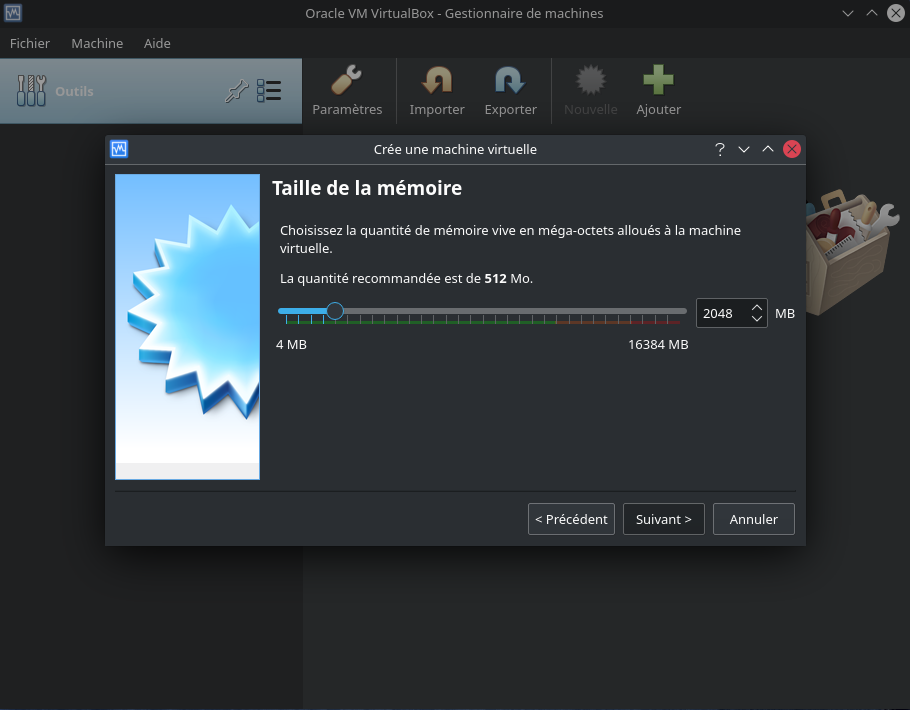 Oracle VM VirtualBox - Gestionnaire de machines
Fichier Machine Aide
Outils
Paramètres Importer Exporter Nouvelle Ajouter
Crée une machine virtuelle
Taille de la mémoire
Choisissez la quantité de mémoire vive en méga-octets alloués à la machine
virtuelle.
La quantité recommandée est de 512 Mo.
2048 MB
4 MB 16384 MB
< Précédent Suivant > Annuler